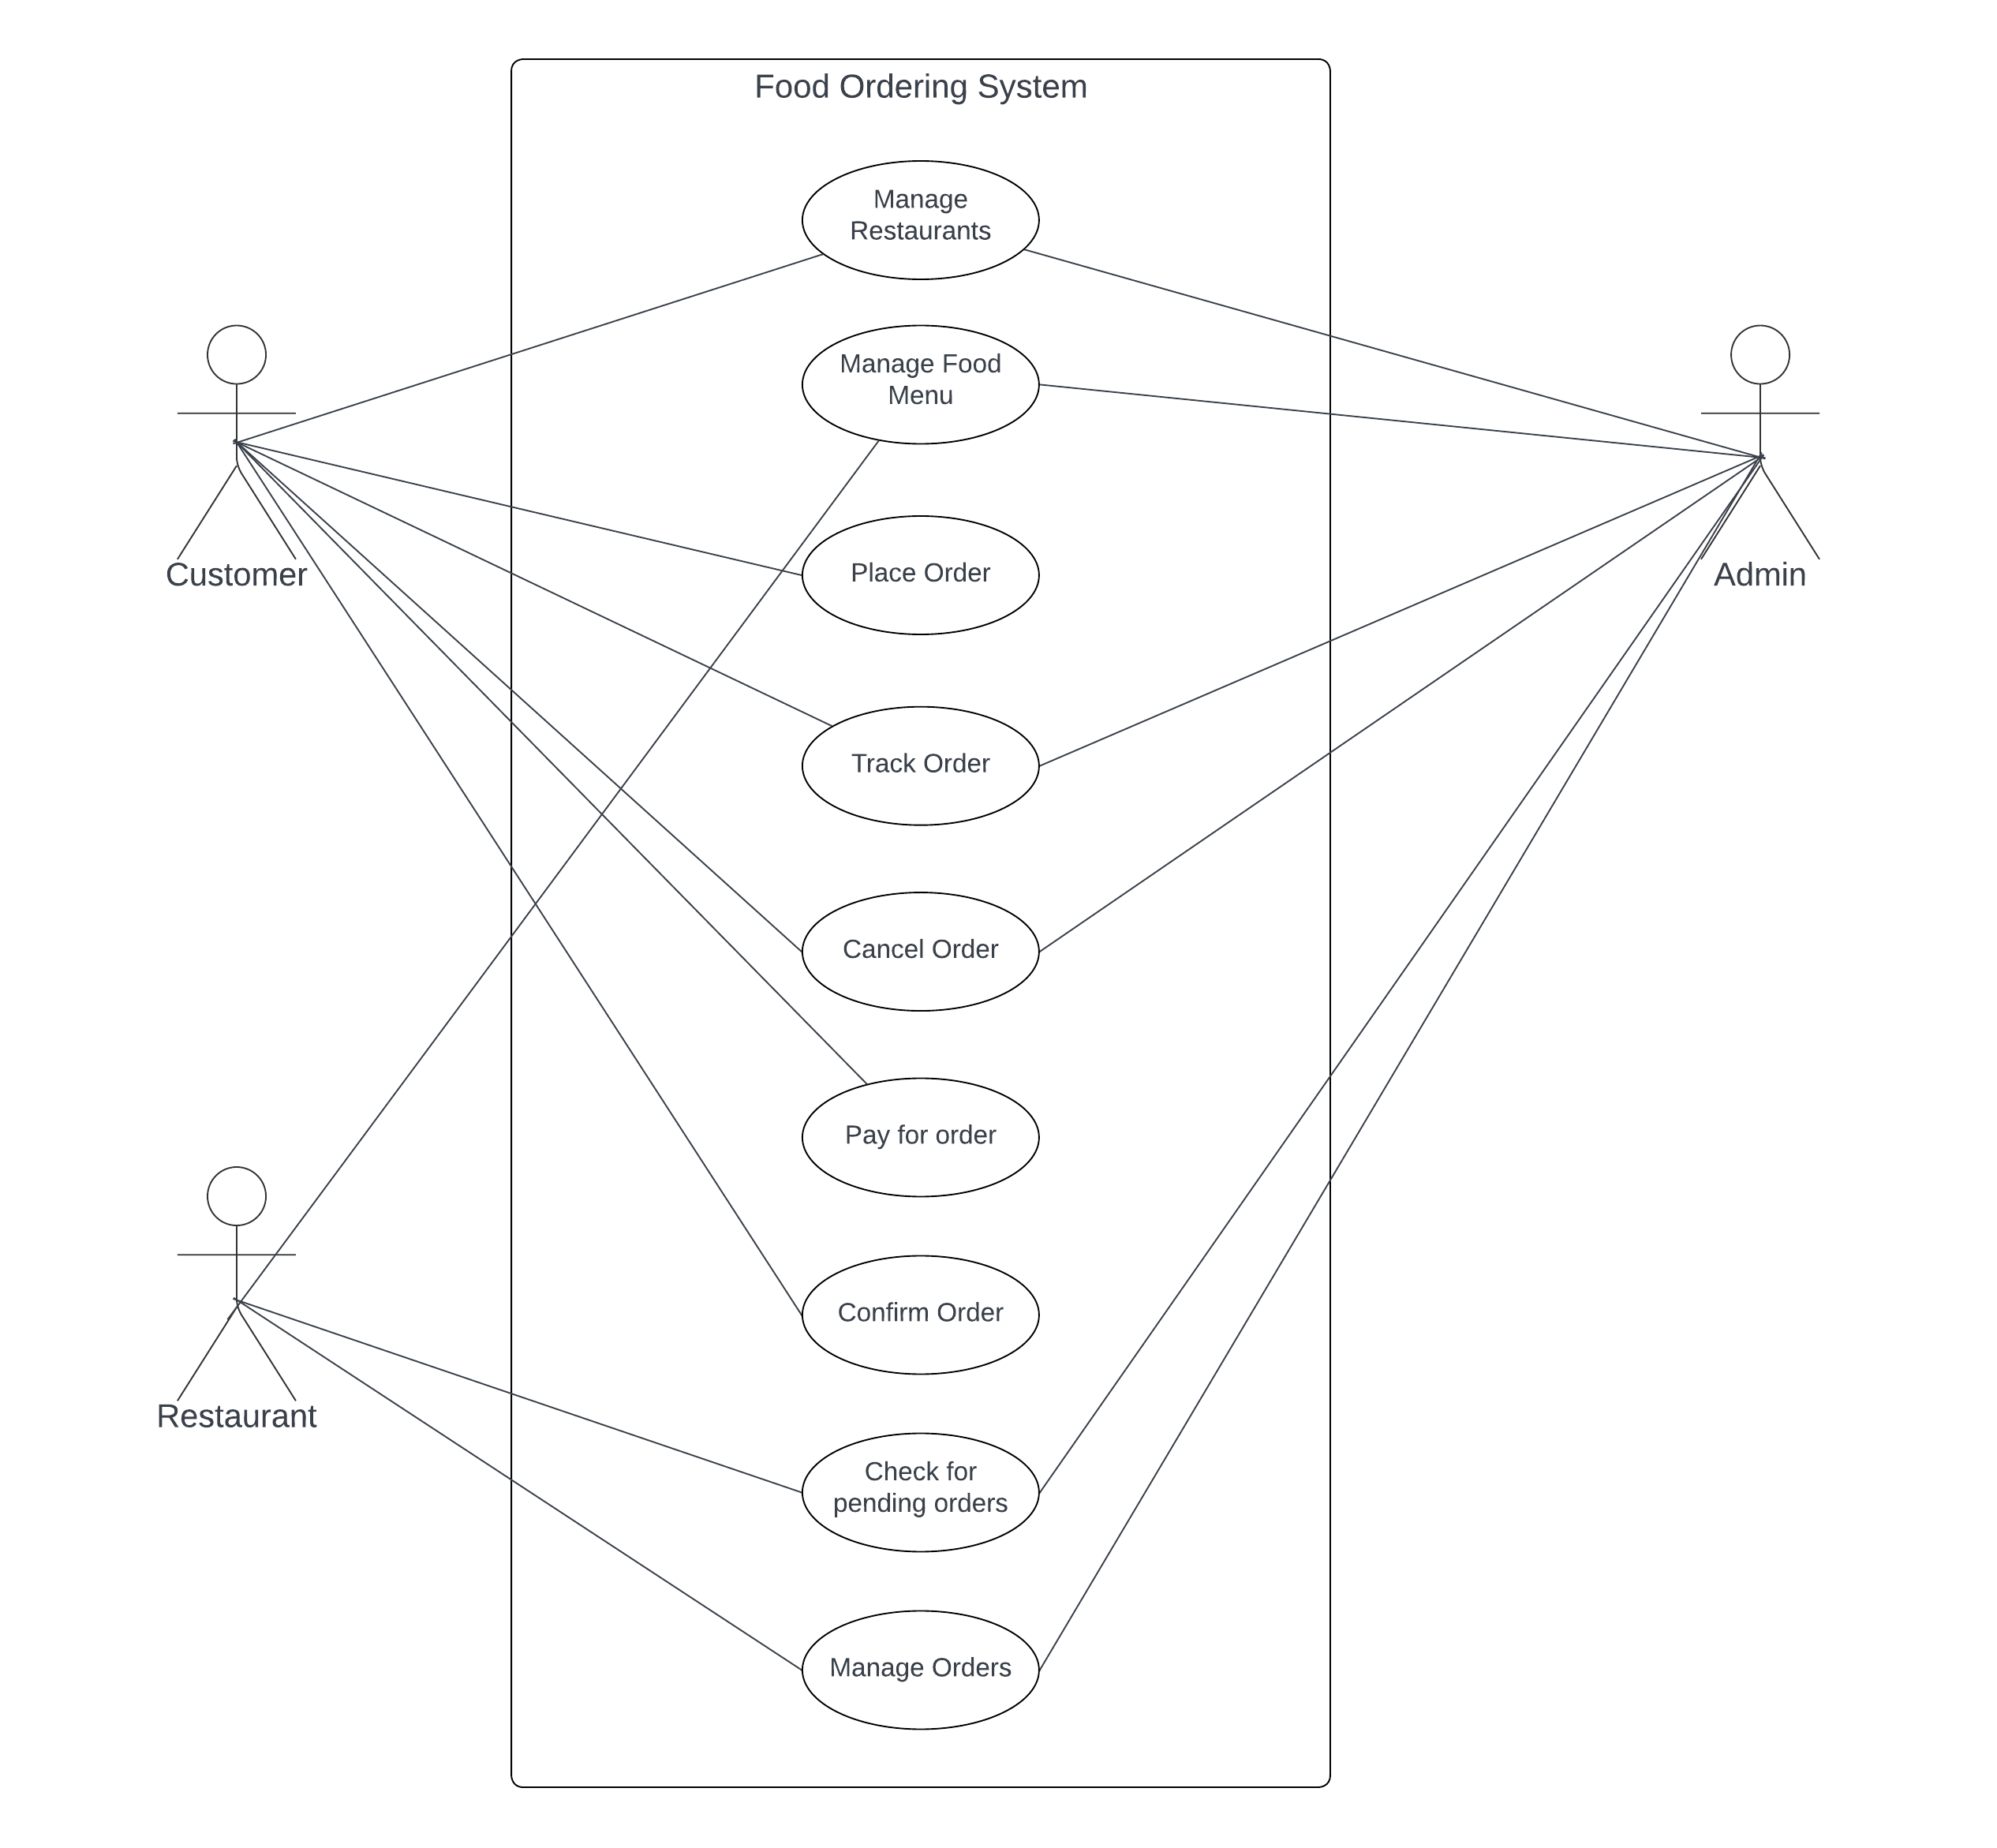 Food Ordering System
Manage
Restaurants
Manage Food
Menu
Customer
Place Order
Admin
Track Order
Cancel Order
Pay for order
Confirm Order
Restaurant
Check for
pending orders
Manage Orders